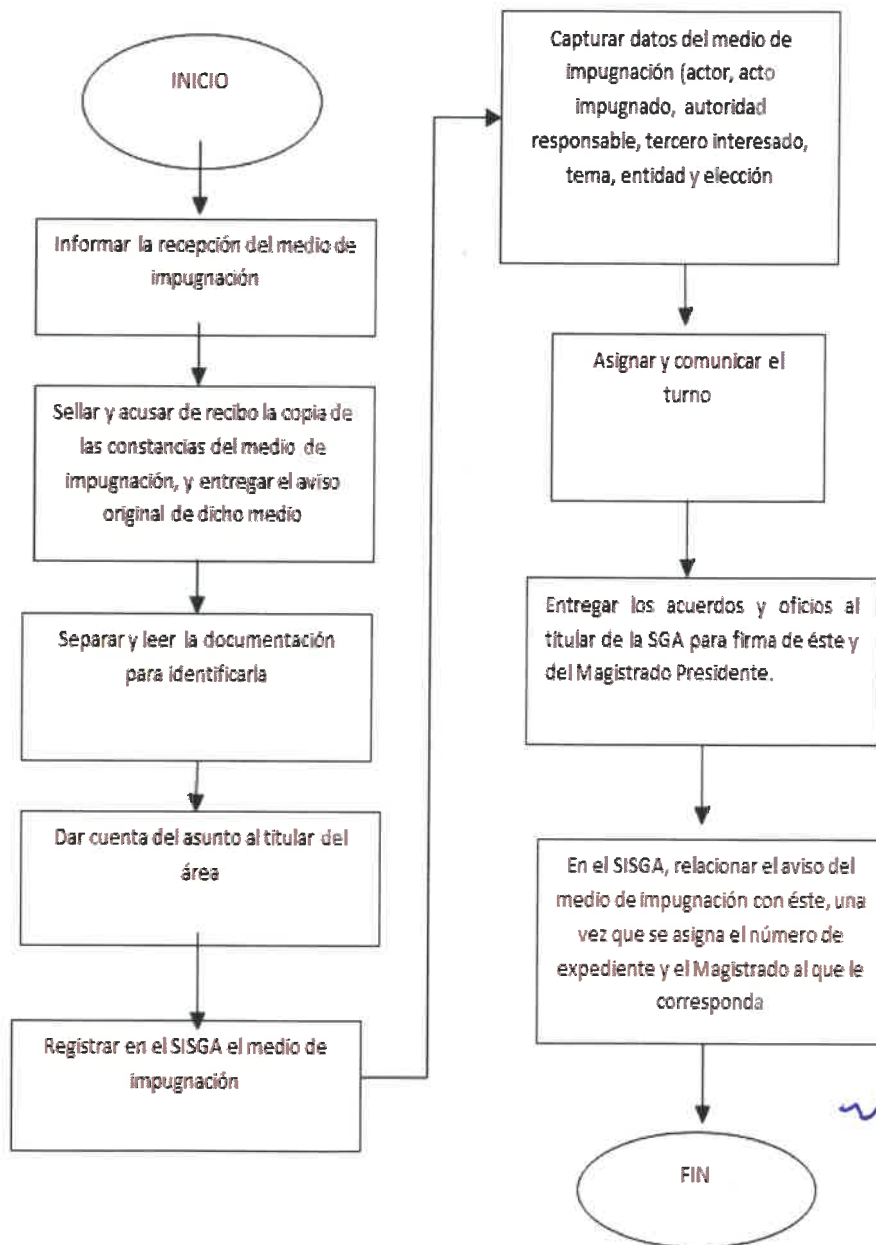 INICIO
Informar la recepción del medio de
impugnación
Sellar y acusar de recibo la copia de
las constancias del medio de
impugnación, y entregar el aviso
original de dicho medio
Separar y leer la documentación
para identificarla
Dar cuenta del asunto al titular del
área
Registrar en el SISGA el medio de
impugnación
Capturar datos del medio de
impugnación (actor, acto
impugnado, autoridad
responsable, tercero interesado,
tema, entidad y elección
Asignar y comunicar el
turno
Entregar los acuerdos y oficios al
titular de la SGA para firma de éste y
del Magistrado Presidente.
En el SISGA, relacionar el aviso del
medio de impugnación con éste, una
vez que se asigna el número de
expediente y el Magistrado al que le
corresponda
FIN